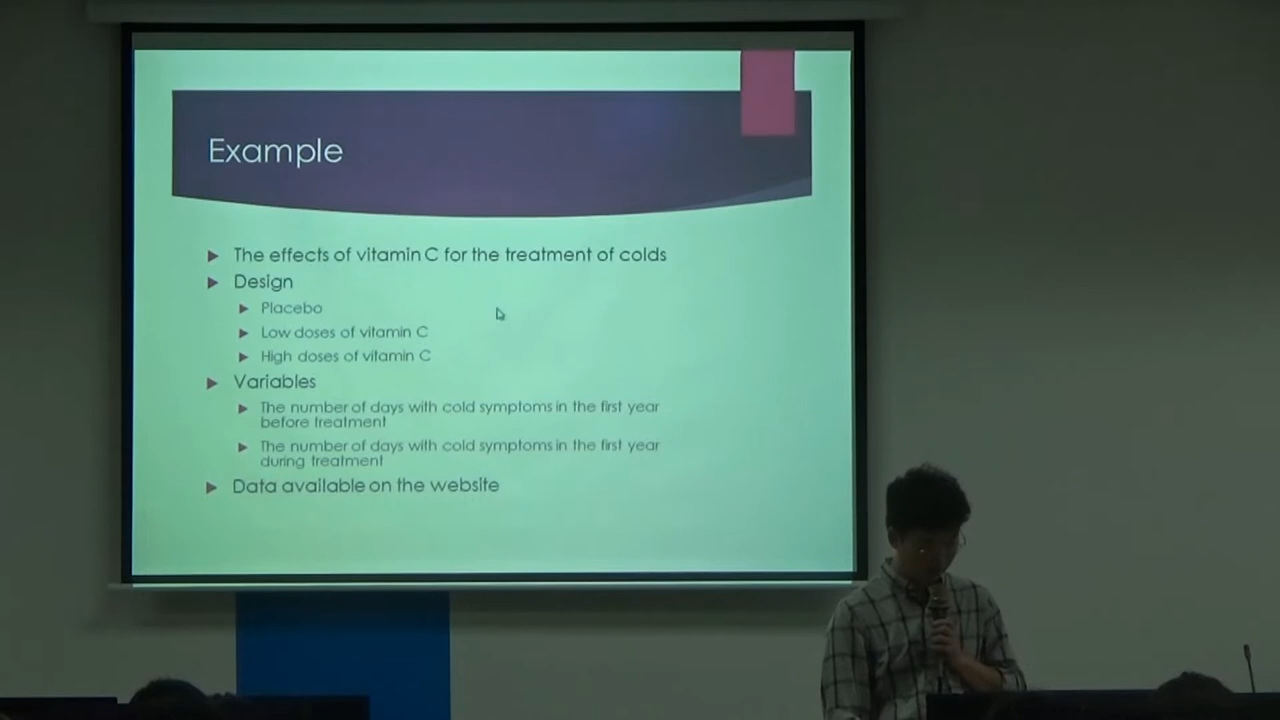 Example
The effects of vitamin C for the treatment of colds
Design
Placebo
Low doses of vitamin C
High doses of vitamin C
Variables
The number of days with cold symptoms in the first year
before treatment
The number of days with cold symptoms in the first year
during treatment
Data available on the website